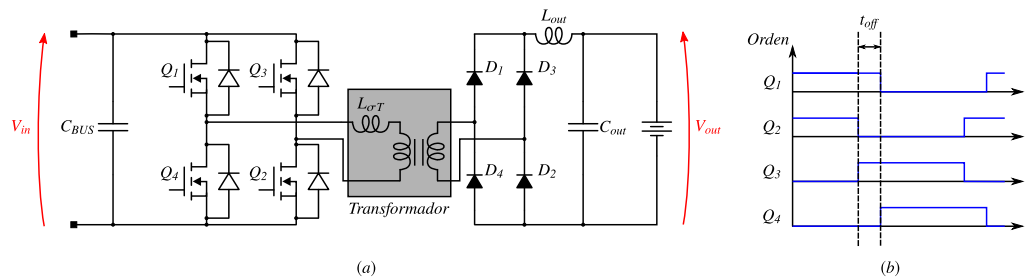 V_in
C_BUS
Q_1
Q_3
Q_4
Q_2
L_σT
Transformador
D_1
D_3
D_4
D_2
L_out
C_out
V_out
(a)
t_off
Orden
Q_1
Q_2
Q_3
Q_4
(b)